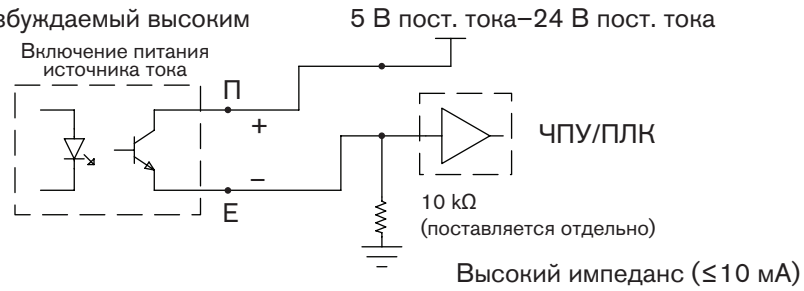 збуждаемый высоким
5 В пост. тока–24 В пост. тока
Включение питания
источника тока
П
+
ЧПУ/ПЛК
–
E
10 kΩ
(поставляется отдельно)
Высокий импеданс (≤10 мА)